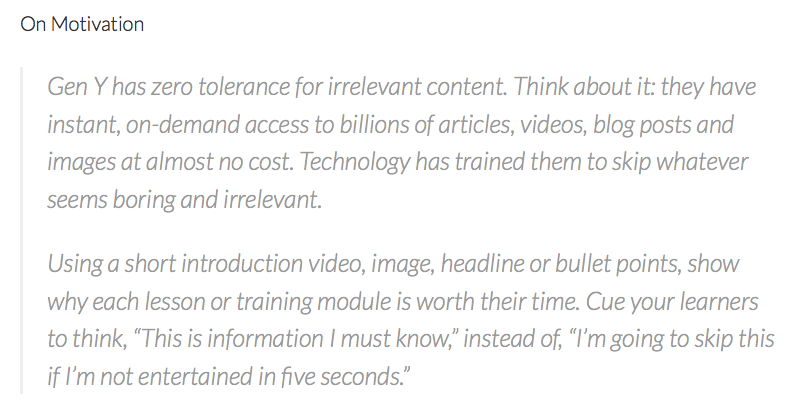 On Motivation
Gen Y has zero tolerance for irrelevant content. Think about it: they have
instant, on-demand access to billions of articles, videos, blog posts and
images at almost no cost. Technology has trained them to skip whatever
seems boring and irrelevant.
Using a short introduction video, image, headline or bullet points, show
why each lesson or training module is worth their time. Cue your learners
to think, “This is information I must know,” instead of, “I’m going to skip this
if I’m not entertained in five seconds.”